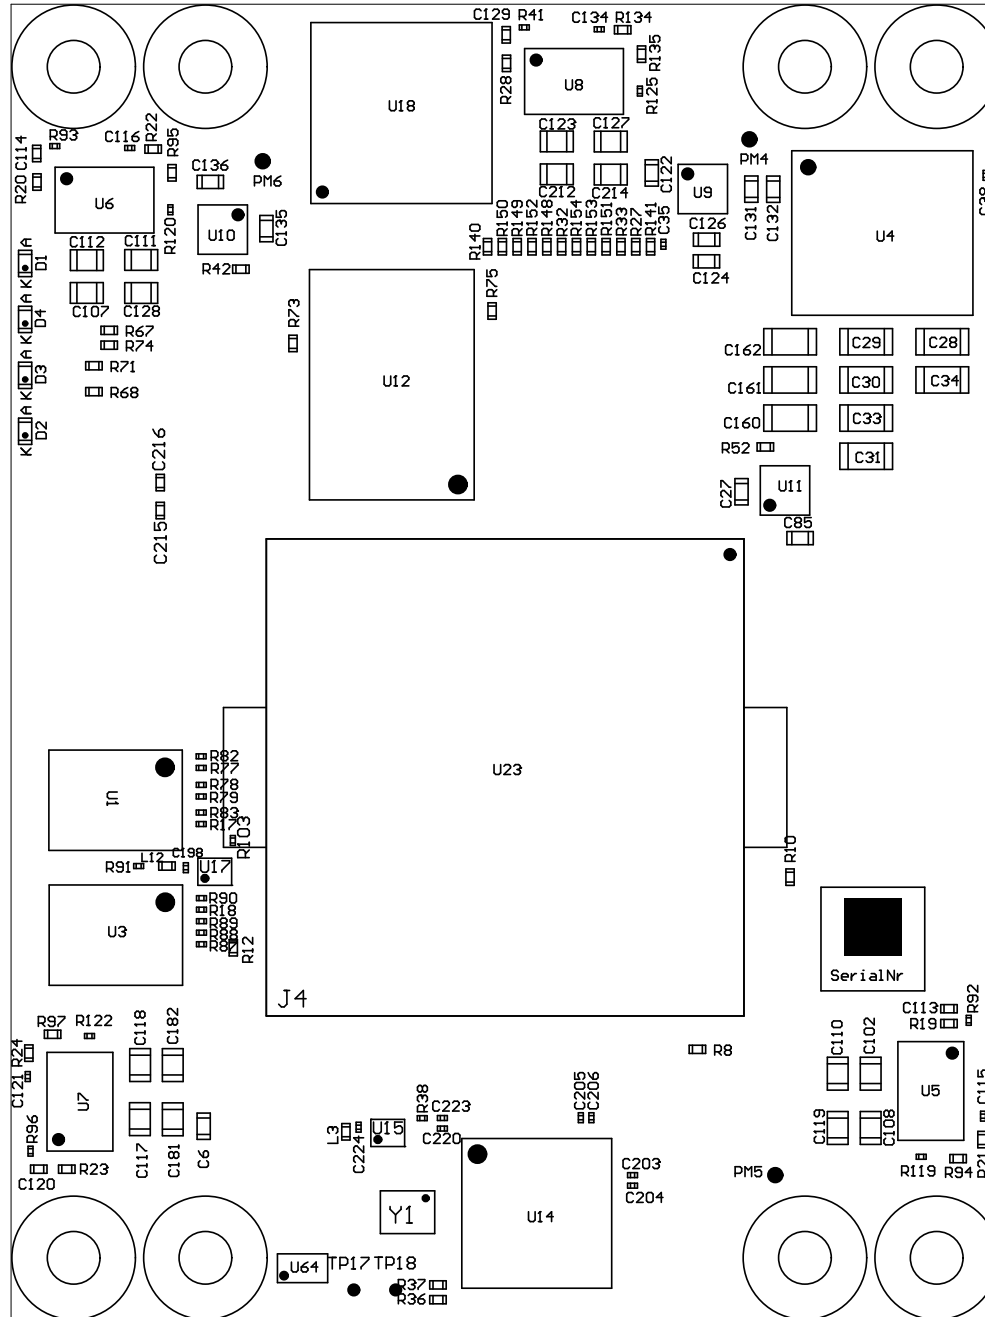 C129 R41 C134 R134
R135
R28
U8
R125
U18
R93 C116 R22
C114
R95
C123 C127
PM4
R20
C136
PM6
C212 C214
C122
U9
C131 C132
C38
U6
R120
U10
C135
U4
R140 R150 R149 R152 R148 R32 R154 R153 R151 R33 R27 R141 C35
C126
C124
A
D1
K
C112 C111
R42
C107 C128
R75
A
D4
K
R67
R74
R73
C162 C29 C28
A
D3
K
R71
R68
U12
C161 C30 C34
A
D2
K
C160 C33
R52
C31
C216
C27
U11
C215
C85
R82
R77
U23
U1
R78
R79
R83
R17
R103
R91 L12 C198
U17
R10
R90
R18
R89
R88
R87
U3
R12
SerialNr
J4
R92
C113
R19
R97 R122
C118 C182
R24
R8
C110 C102
C121
U7
U5
C205 C206
C115
R38 C223
C220
L3
C224
U15
R96
C119 C108
C117 C181 C6
R21
C120 R23
R119 R94
PM5
C203
C204
Y1
U14
U64
TP17 TP18
R37
R36